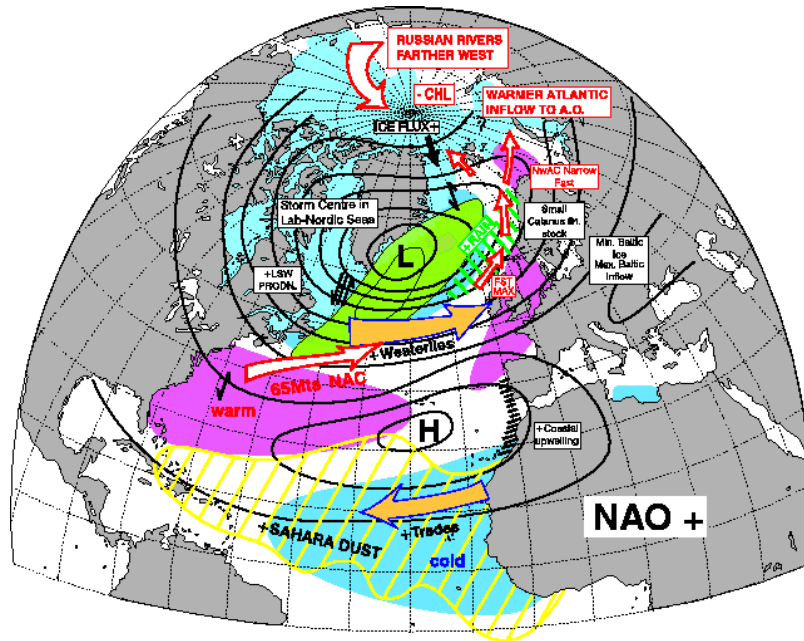 RUSSIAN RIVERS
FARTHER WEST
- CHL
WARMER ATLANTIC
INFLOW TO A.O.
ICE FLUX+
?
NwAC Narrow
Fast
Storm Centre in
Lab-Nordic Seas
Small
Calanus fin.
stock
+ RAIN
Min. Baltic
Ice
Max. Baltic
Inflow
L
+LSW
PRODN.
FST
MAX
+ Westerlies
65Mts NAC
warm
H
+Coastal
upwelling
NAO +
+SAHARA DUST
+Trades
cold